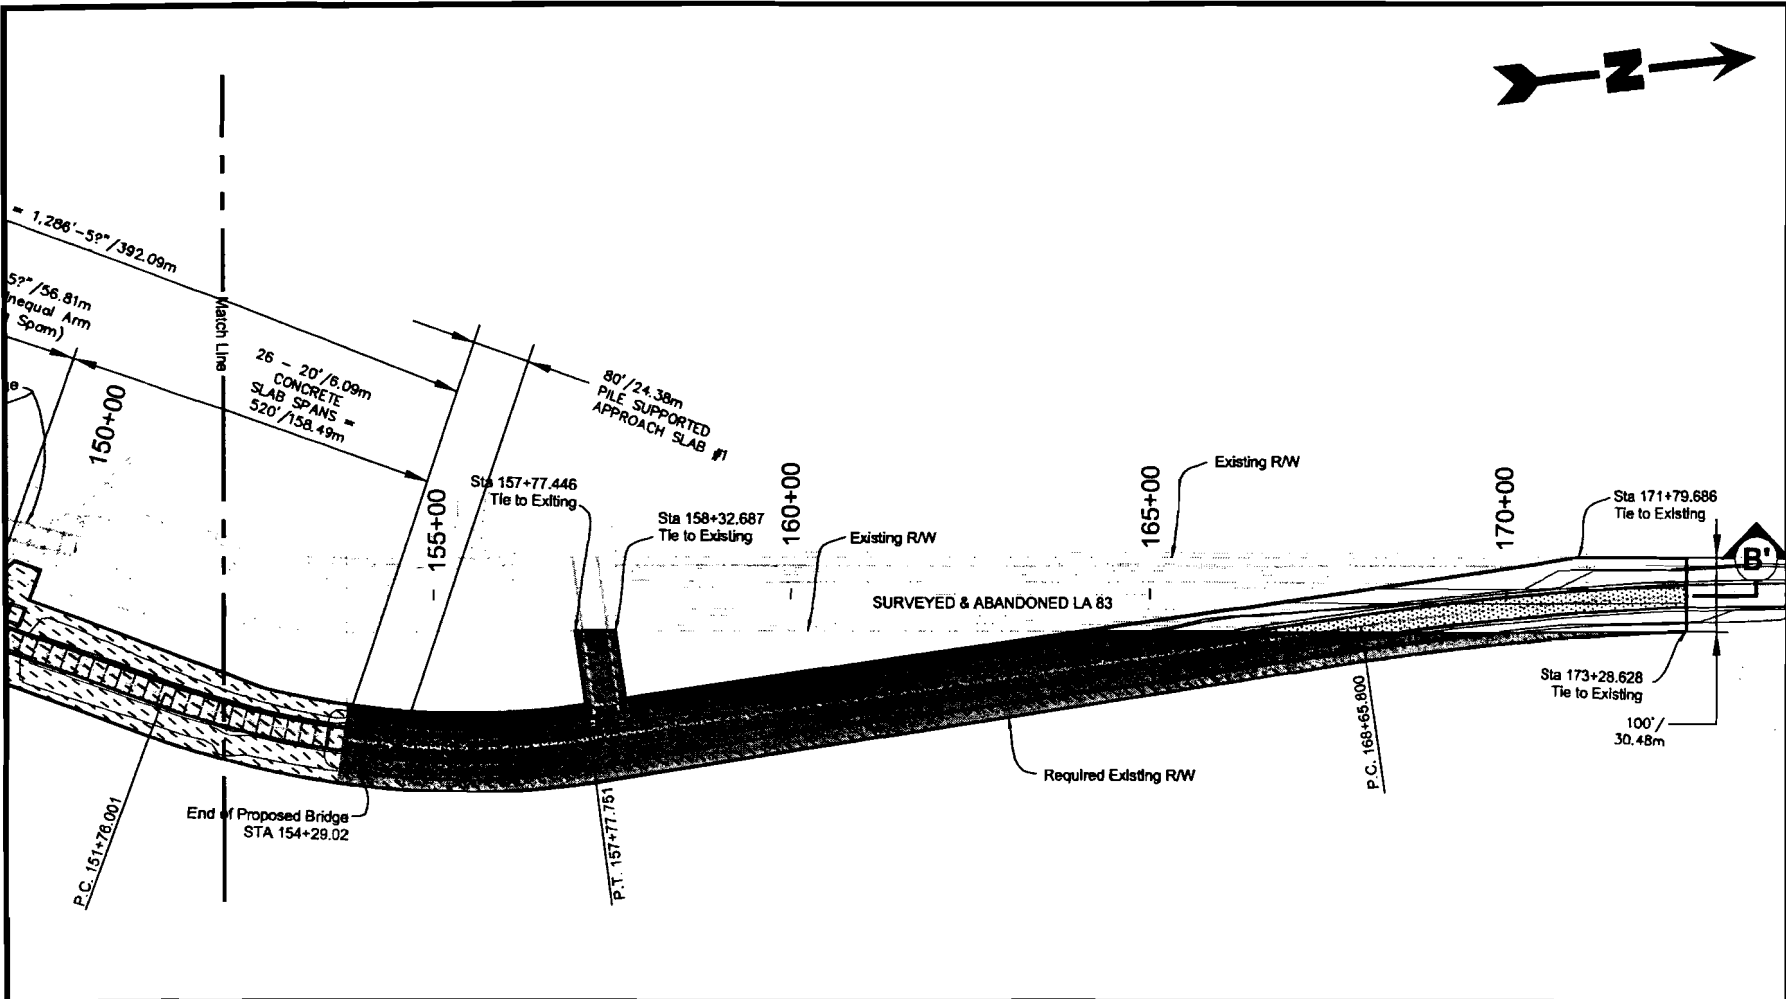 N
= 1,286'-5?"/392.09m
5?"/56.81m
Inequal Arm
Spam)
Match Line
26 - 20'/6.09m
CONCRETE
SLAB SPANS =
520'/158.49m
80'/24.38m
PILE SUPPORTED
APPROACH SLAB #1
150+00
155+00
160+00
165+00
170+00
Sta 157+77.446
Tie to Exiting
Sta 158+32.687
Tie to Existing
Existing R/W
Existing R/W
Sta 171+79.686
Tie to Existing
B'
SURVEYED & ABANDONED LA 83
Sta 173+28.628
Tie to Existing
100'/
30.48m
Required Existing R/W
End of Proposed Bridge
STA 154+29.02
P.C. 151+76.001
P.T. 157+77.751
P.C. 168+65.800